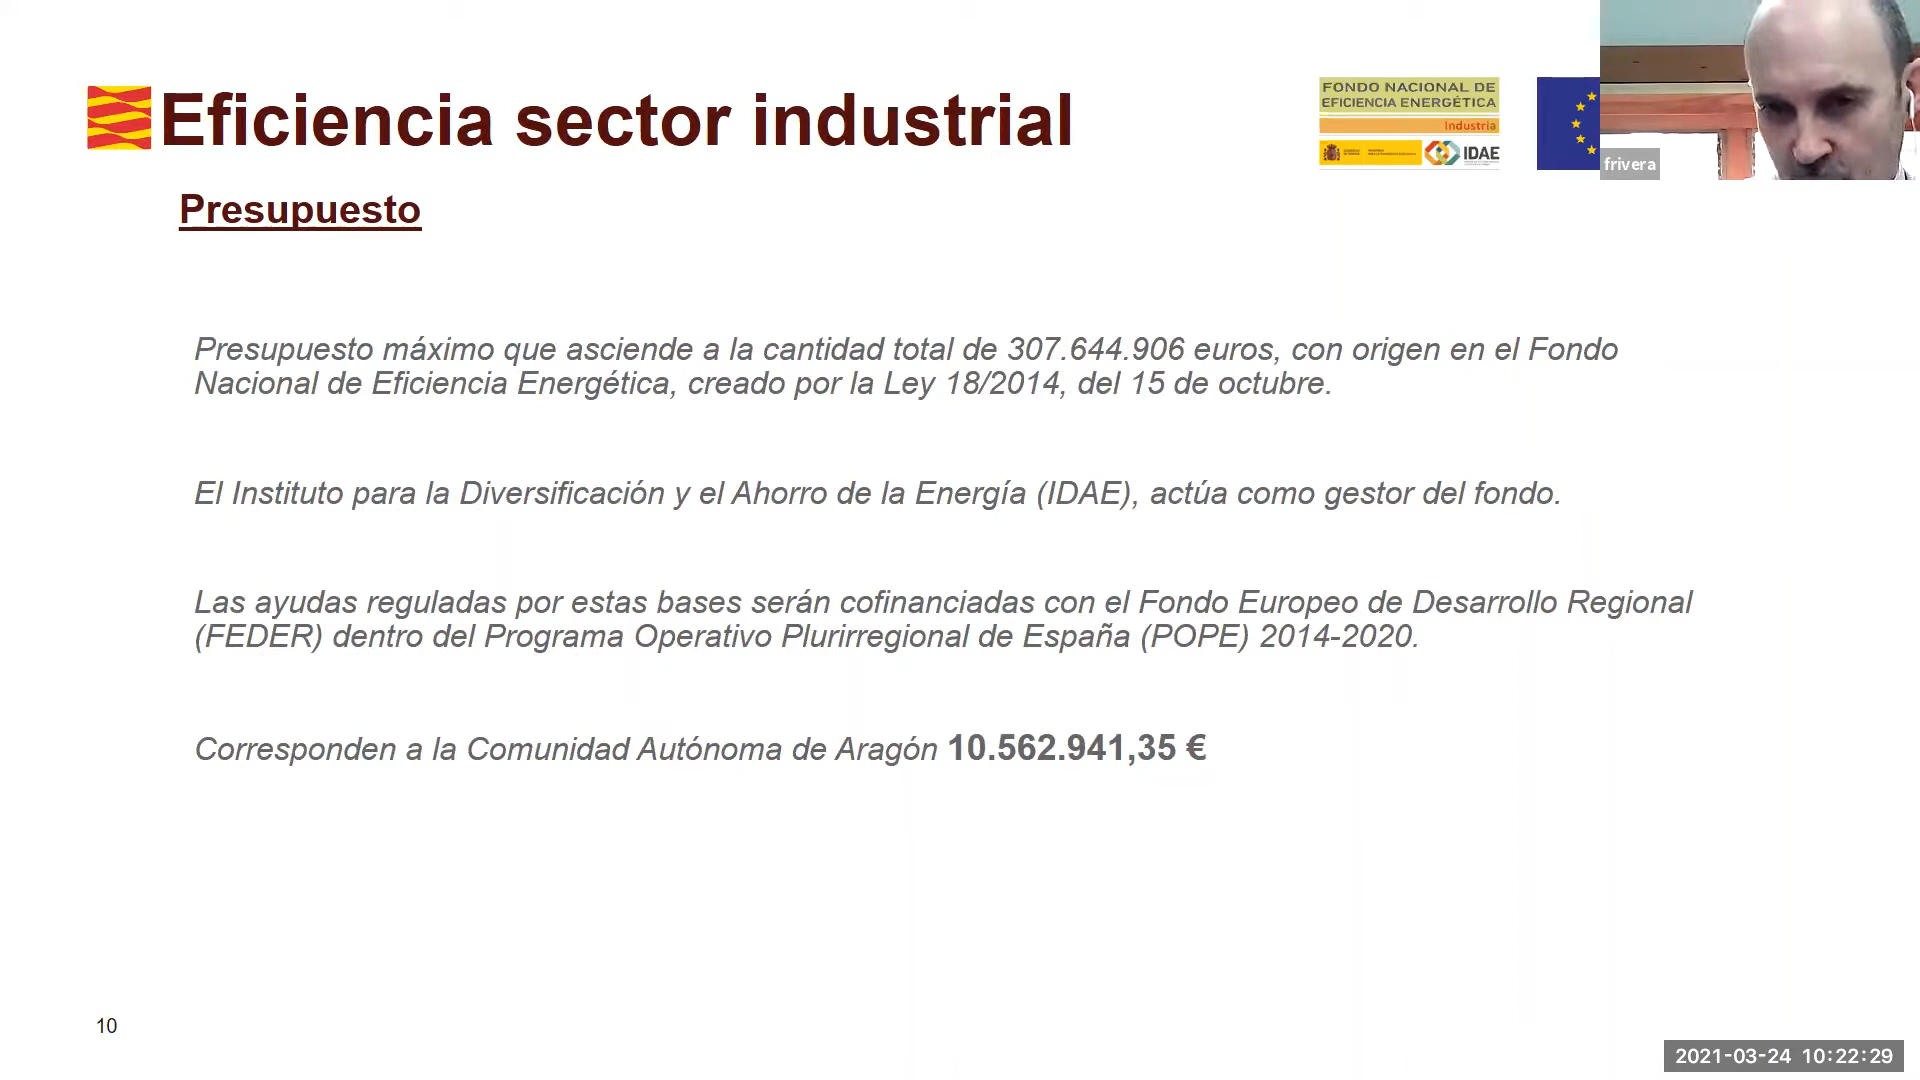 Eficiencia sector industrial
FONDO NACIONAL DE
EFICIENCIA ENERGÉTICA
Industria
IDAE
frivera
Presupuesto
Presupuesto máximo que asciende a la cantidad total de 307.644.906 euros, con origen en el Fondo
Nacional de Eficiencia Energética, creado por la Ley 18/2014, del 15 de octubre.
El Instituto para la Diversificación y el Ahorro de la Energía (IDAE), actúa como gestor del fondo.
Las ayudas reguladas por estas bases serán cofinanciadas con el Fondo Europeo de Desarrollo Regional
(FEDER) dentro del Programa Operativo Plurirregional de España (POPE) 2014-2020.
Corresponden a la Comunidad Autónoma de Aragón 10.562.941,35 €
10
2021-03-24 10:22:29